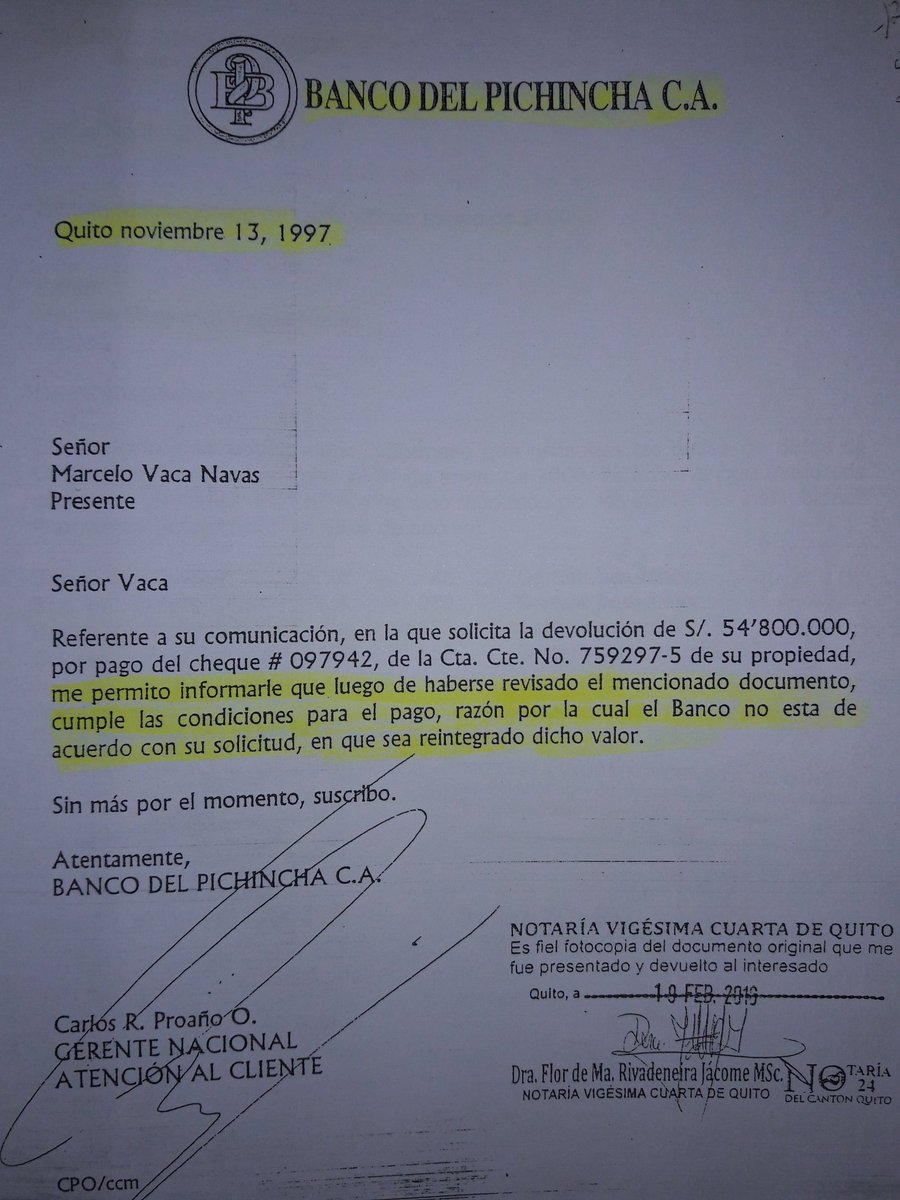 BANCO DEL PICHINCHA C.A.
Quito noviembre 13, 1997
Señor
Marcelo Vaca Navas
Presente
Señor Vaca
Referente a su comunicación, en la que solicita la devolución de S/. 54'800.000,
por pago del cheque # 097942, de la Cta. Cte. No. 759297-5 de su propiedad,
me permito informarle que luego de haberse revisado el mencionado documento,
cumple las condiciones para el pago, razón por la cual el Banco no esta de
acuerdo con su solicitud, en que sea reintegrado dicho valor.
Sin más por el momento, suscribo.
Atentamente,
BANCO DEL PICHINCHA C.A.
Carlos R. Proaño O.
GERENTE NACIONAL
ATENCIÓN AL CLIENTE
CPO/ccm
NOTARÍA VIGÉSIMA CUARTA DE QUITO
Es fiel fotocopia del documento original que me
fue presentado y devuelto al interesado
Quito, a FEB.
Dra. Flor de Ma. Rivadeneira Jácome MSc.
NOTARÍA VIGÉSIMA CUARTA DE QUITO
NOTARÍA
24
DEL CANTON QUITO